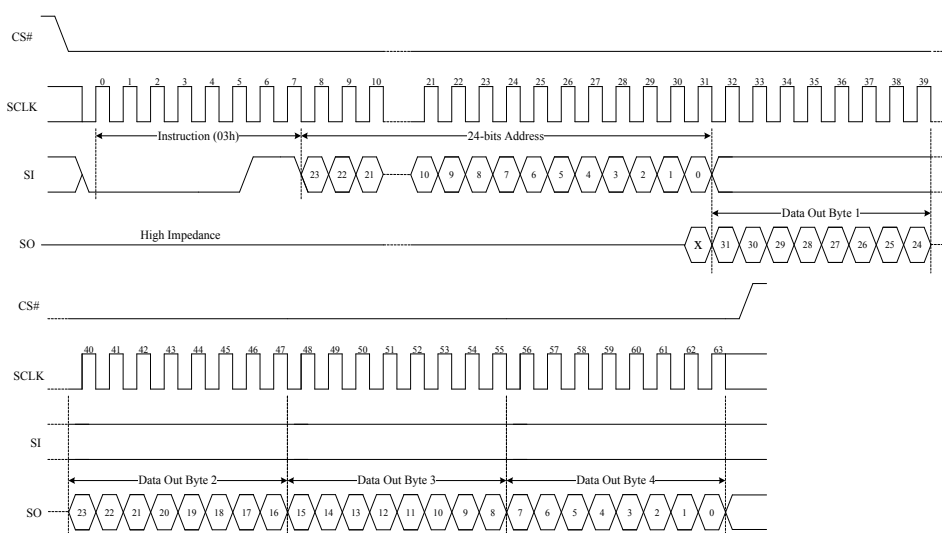 CS#
0 1 2 3 4 5 6 7 8 9 10 21 22 23 24 25 26 27 28 29 30 31 32 33 34 35 36 37 38 39
SCLK
Instruction (03h) 24-bits Address
SI 23 22 21 10 9 8 7 6 5 4 3 2 1 0
Data Out Byte 1
High Impedance
SO X 31 30 29 28 27 26 25 24
CS#
40 41 42 43 44 45 46 47 48 49 50 51 52 53 54 55 56 57 58 59 60 61 62 63
SCLK
SI
Data Out Byte 2 Data Out Byte 3 Data Out Byte 4
SO 23 22 21 20 19 18 17 16 15 14 13 12 11 10 9 8 7 6 5 4 3 2 1 0